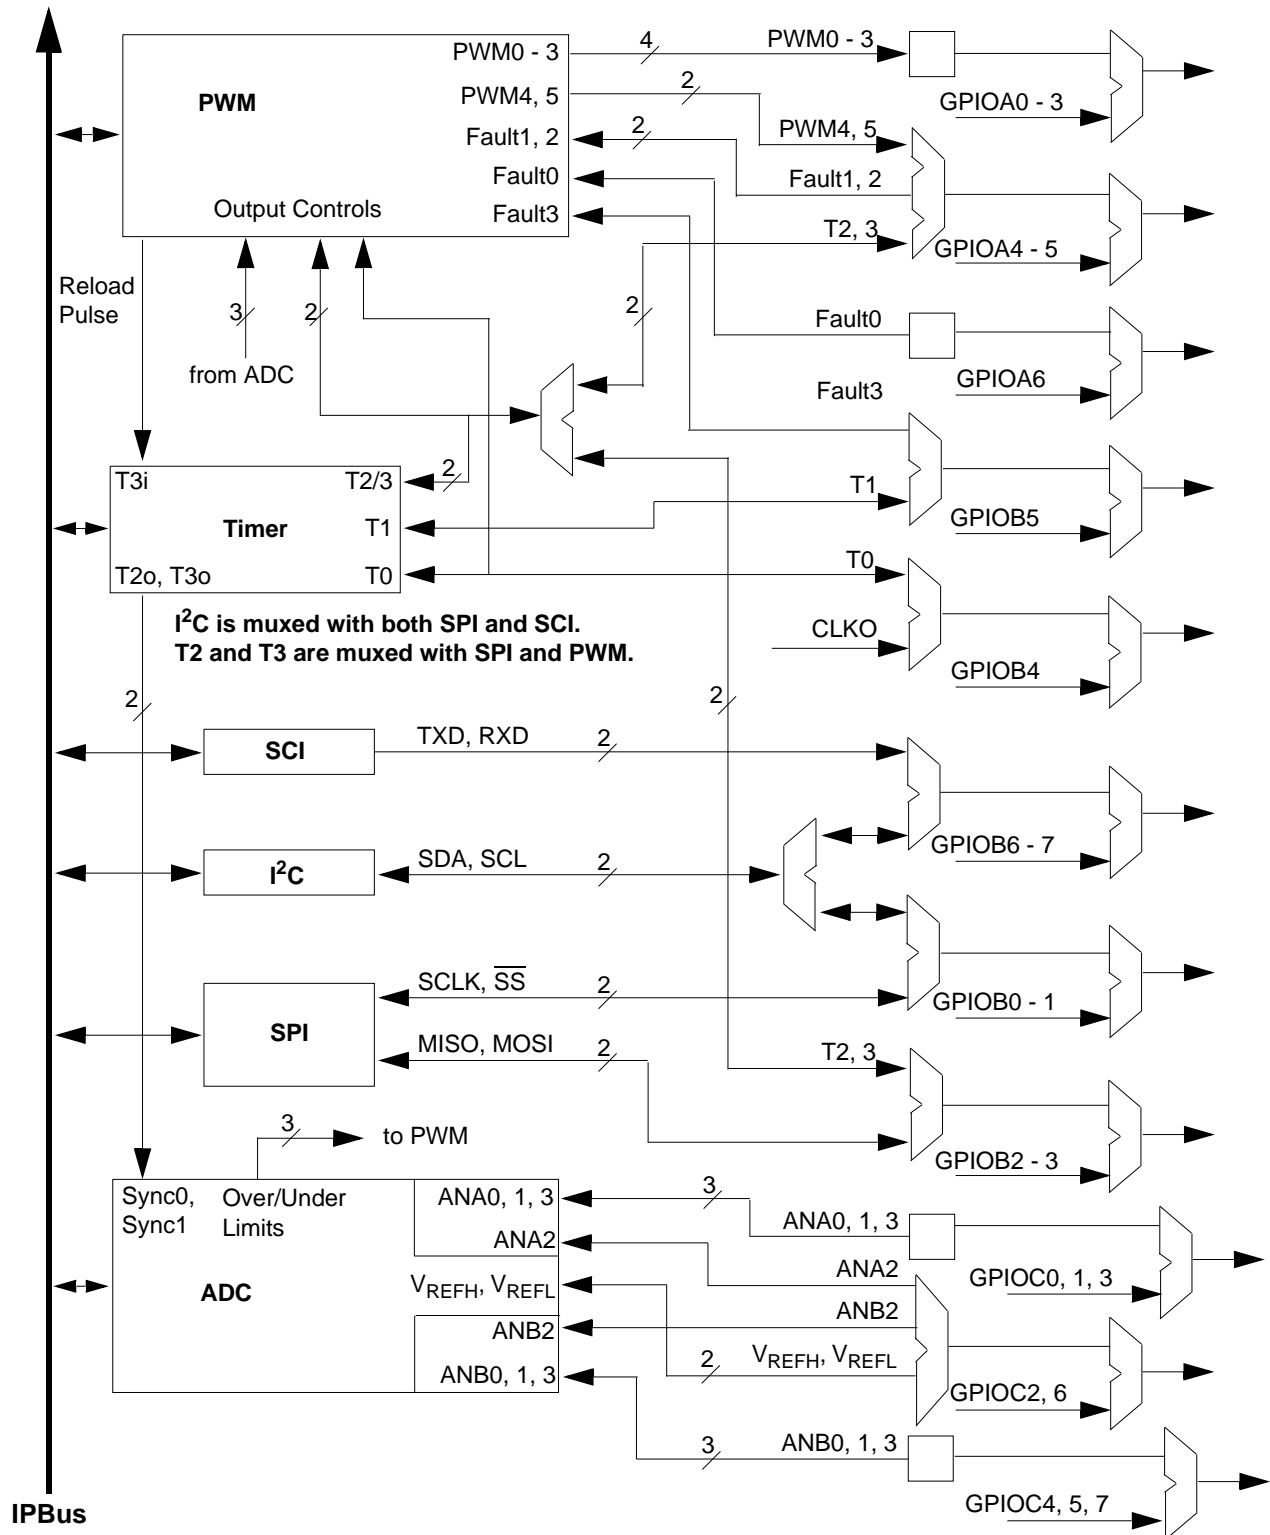 PWM
PWM0 - 3
PWM4, 5
Fault1, 2
Fault0
Fault3
Output Controls
4
PWM0 - 3
GPIOA0 - 3
2
PWM4, 5
2
Fault1, 2
T2, 3
GPIOA4 - 5
2
Fault0
GPIOA6
Fault3
Reload
Pulse
3
from ADC
2
T3i
T2/3
2
Timer
T1
T2o, T3o
T0
T1
GPIOB5
T0
CLKO
GPIOB4
I²C is muxed with both SPI and SCI.
T2 and T3 are muxed with SPI and PWM.
2
2
SCI
TXD, RXD
2
GPIOB6 - 7
I²C
SDA, SCL
2
SPI
SCLK, S̅S̅
2
GPIOB0 - 1
MISO, MOSI
2
T2, 3
GPIOB2 - 3
3
to PWM
Sync0,
Sync1
Over/Under
Limits
ADC
ANA0, 1, 3
ANA2
VREFH, VREFL
ANB2
ANB0, 1, 3
3
ANA0, 1, 3
GPIOC0, 1, 3
ANA2
ANB2
2
VREFH, VREFL
GPIOC2, 6
3
ANB0, 1, 3
GPIOC4, 5, 7
IPBus